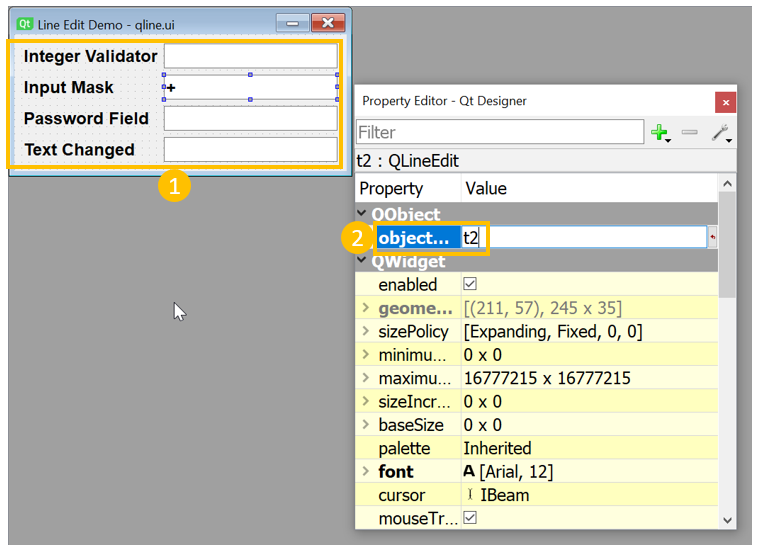 Qt Line Edit Demo - qline.ui
Integer Validator
Input Mask +
Password Field
Text Changed
1
Property Editor - Qt Designer
Filter
t2 : QLineEdit
Property Value
QObject
2 object... t2
QWidget
enabled
geome... [(211, 57), 245 x 35]
sizePolicy [Expanding, Fixed, 0, 0]
minimu... 0 x 0
maximu... 16777215 x 16777215
sizeIncr... 0 x 0
baseSize 0 x 0
palette Inherited
font A [Arial, 12]
cursor IBeam
mouseTr...